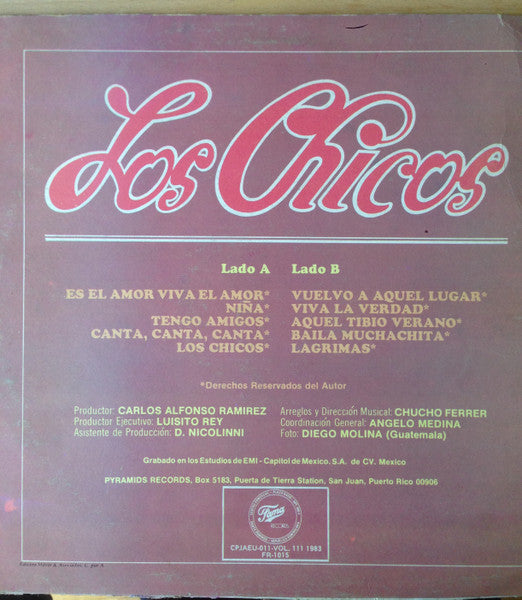 Los Chicos
Lado A
ES EL AMOR VIVA EL AMOR*
NIÑA*
TENGO AMIGOS*
CANTA, CANTA, CANTA*
LOS CHICOS*
Lado B
VUELVO A AQUEL LUGAR*
VIVA LA VERDAD*
AQUEL TIBIO VERANO*
BAILA MUCHACHITA*
LAGRIMAS*
*Derechos Reservados del Autor
Productor: CARLOS ALFONSO RAMIREZ
Productor Ejecutivo: LUISITO REY
Asistente de Producción: D. NICOLINNI
Arreglos y Dirección Musical: CHUCHO FERRER
Coordinación General: ANGELO MEDINA
Foto: DIEGO MOLINA (Guatemala)
Grabado en los Estudios de EMI - Capitol de Mexico. S.A. de CV. Mexico
PYRAMIDS RECORDS, Box 5183, Puerta de Tierra Station, San Juan, Puerto Rico 00906
Fama
RECORDS
CPJAEU-011-VOL. 111 1983
FR-1015